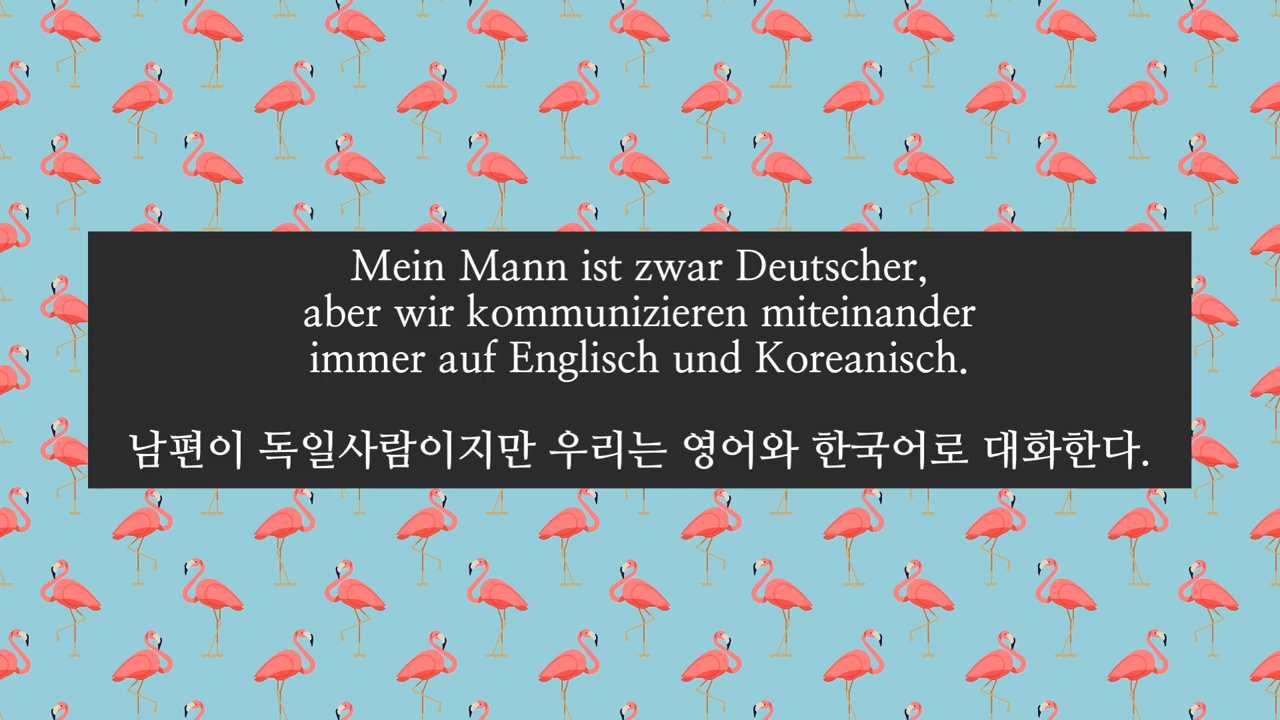 Mein Mann ist zwar Deutscher,
aber wir kommunizieren miteinander
immer auf Englisch und Koreanisch.
남편이 독일사람이지만 우리는 영어와 한국어로 대화한다.